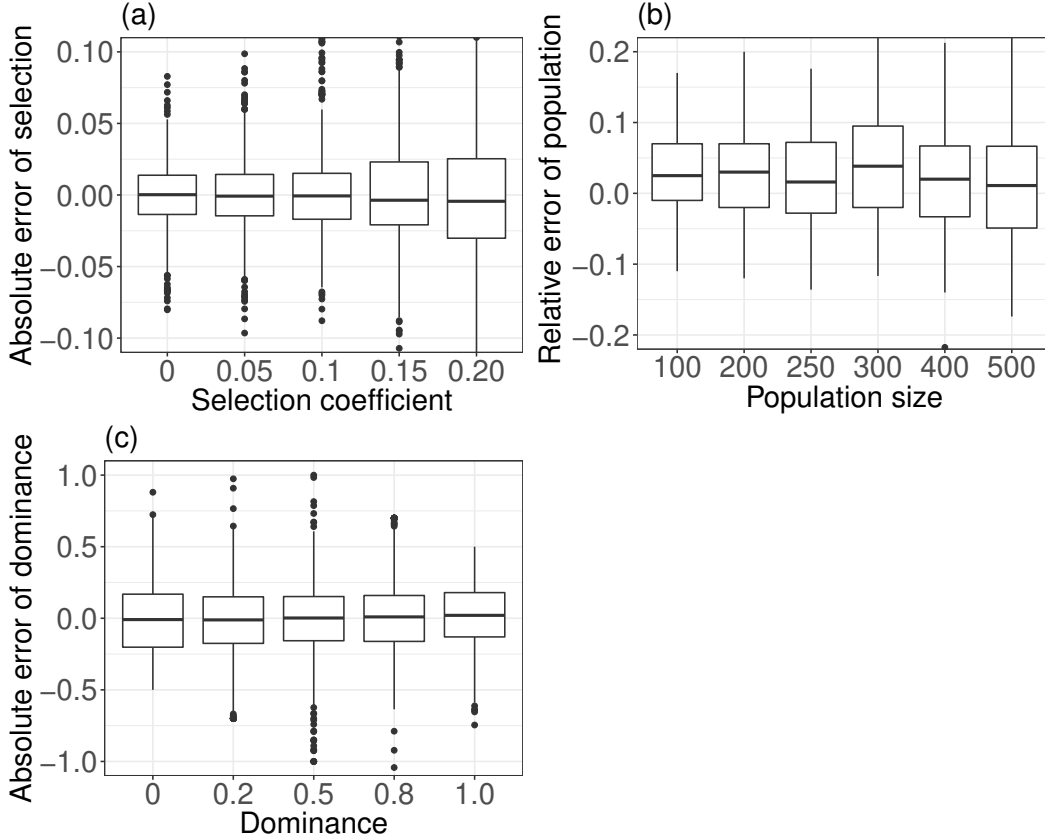 (a)
Absolute error of selection
0.10
0.05
0.00
−0.05
−0.10
0 0.05 0.1 0.15 0.20
Selection coefficient
(b)
Relative error of population
0.2
0.1
0.0
−0.1
−0.2
100 200 250 300 400 500
Population size
(c)
Absolute error of dominance
1.0
0.5
0.0
−0.5
−1.0
0 0.2 0.5 0.8 1.0
Dominance